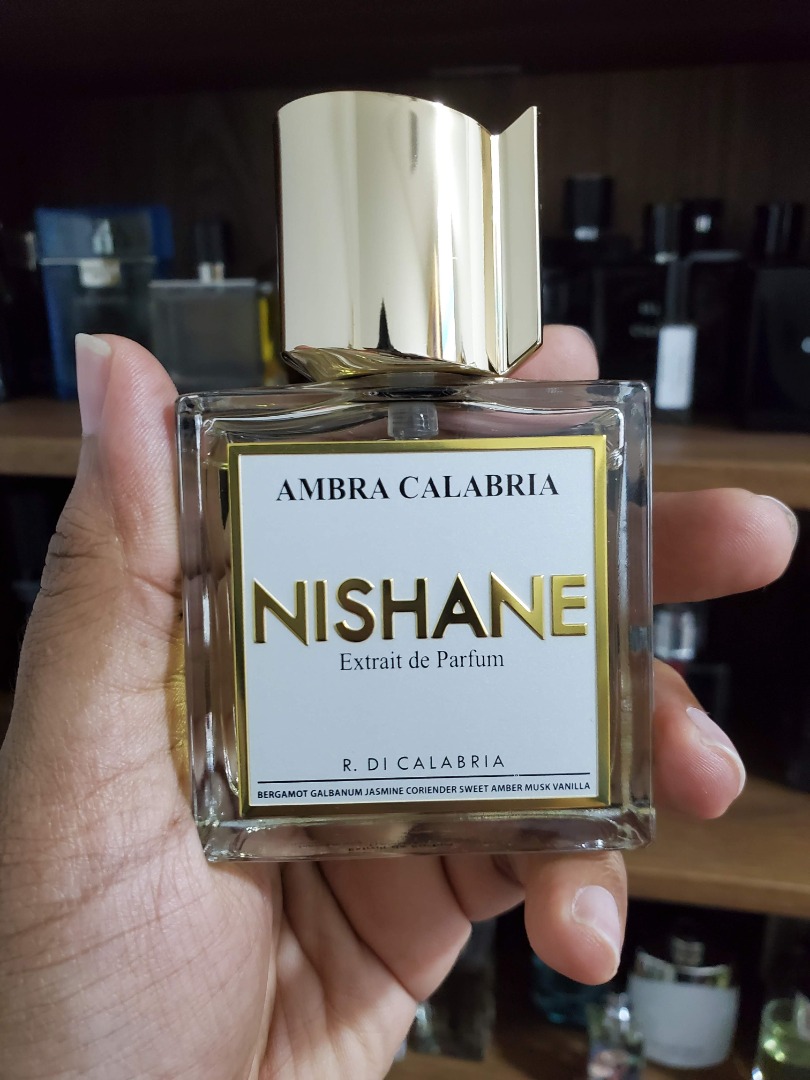 AMBRA CALABRIA
NISHANE
Extrait de Parfum
R. DI CALABRIA
BERGAMOT GALBANUM JASMINE CORIENDER SWEET AMBER MUSK VANILLA